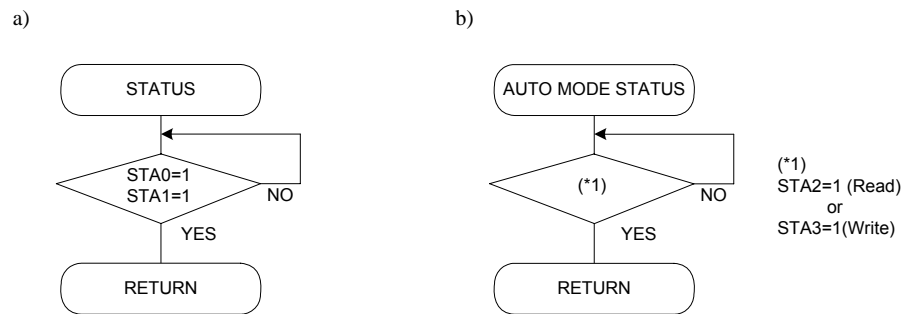 a)
STATUS
STA0=1
STA1=1
NO
YES
RETURN
b)
AUTO MODE STATUS
(*1)
NO
YES
RETURN
(*1)
STA2=1 (Read)
or
STA3=1(Write)